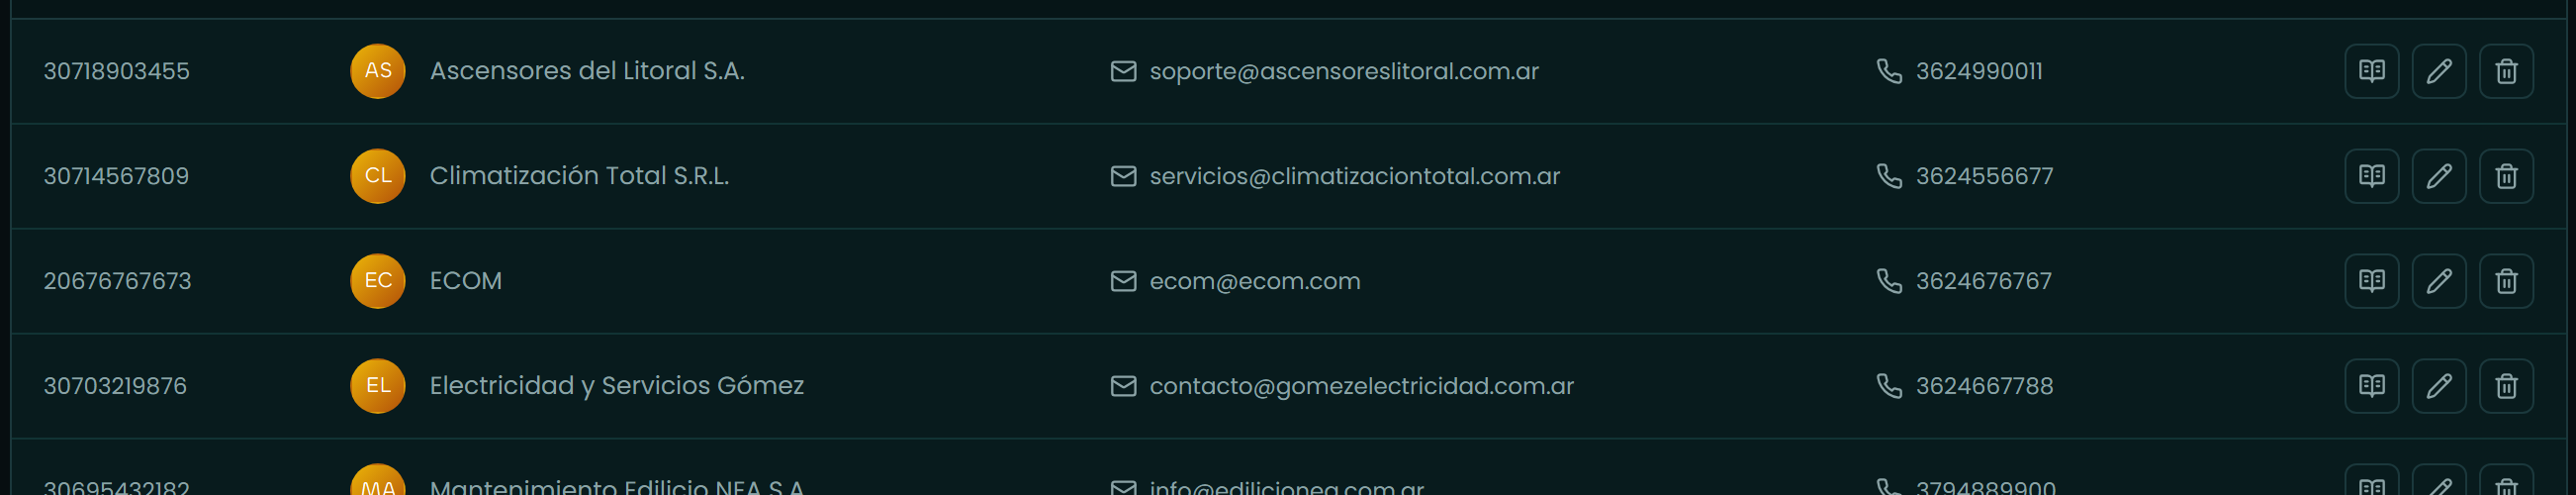 30718903455 AS Ascensores del Litoral S.A. soporte@ascensoreslitoral.com.ar 3624990011
30714567809 CL Climatización Total S.R.L. servicios@climatizaciontotal.com.ar 3624556677
20676767673 EC ECOM ecom@ecom.com 3624676767
30703219876 EL Electricidad y Servicios Gómez contacto@gomezelectricidad.com.ar 3624667788
30695432182 MA Mantenimiento Edilicio NEA S.A. info@edilicionea.com.ar 3794889900